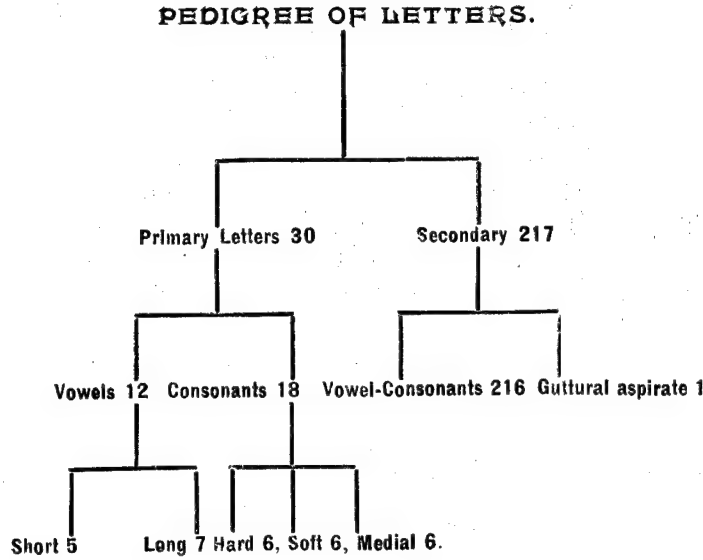 PEDIGREE OF LETTERS.
Primary Letters 30 Secondary 217
Vowels 12 Consonants 18 Vowel-Consonants 216 Guttural aspirate 1
Short 5 Long 7 Hard 6, Soft 6, Medial 6.